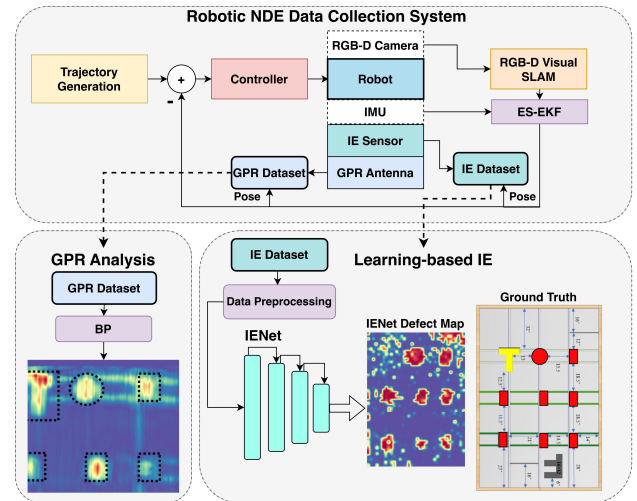 Robotic NDE Data Collection System
RGB-D Camera
Trajectory
Generation
+
-
Controller
Robot
RGB-D Visual
SLAM
IMU
ES-EKF
IE Sensor
GPR Dataset
GPR Antenna
IE Dataset
Pose
Pose
GPR Analysis
GPR Dataset
BP
Learning-based IE
IE Dataset
Data Preprocessing
IENet
IENet Defect Map
Ground Truth